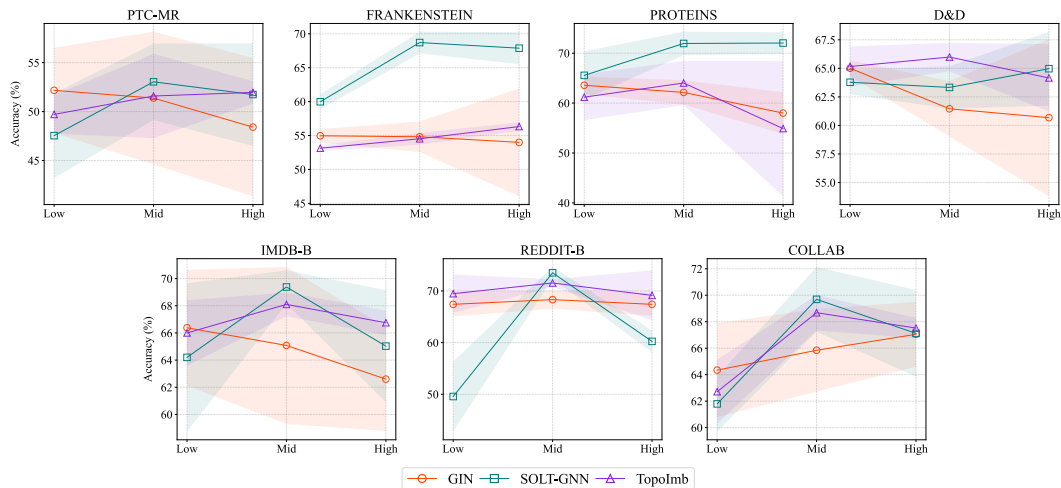 PTC-MR
FRANKENSTEIN
PROTEINS
D&D
Accuracy (%)
55
50
45
Low
Mid
High
70
65
60
55
50
45
Low
Mid
High
70
60
50
40
Low
Mid
High
67.5
65.0
62.5
60.0
57.5
55.0
Low
Mid
High
IMDB-B
REDDIT-B
COLLAB
Accuracy (%)
70
68
66
64
62
60
Low
Mid
High
70
60
50
Low
Mid
High
72
70
68
66
64
62
60
Low
Mid
High
GIN
SOLT-GNN
TopoImb